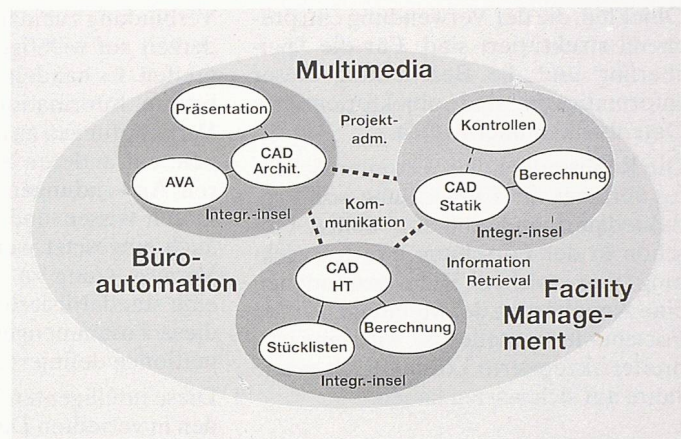 Multimedia
Präsentation
CAD
Archit.
AVA
Integr.-insel
Projekt-
adm.
Kontrollen
Berechnung
CAD
Statik
Integr.-insel
Kom-
munikation
Büro-
automation
Information
Retrieval
Facility
Manage-
ment
CAD
HT
Berechnung
Stücklisten
Integr.-insel